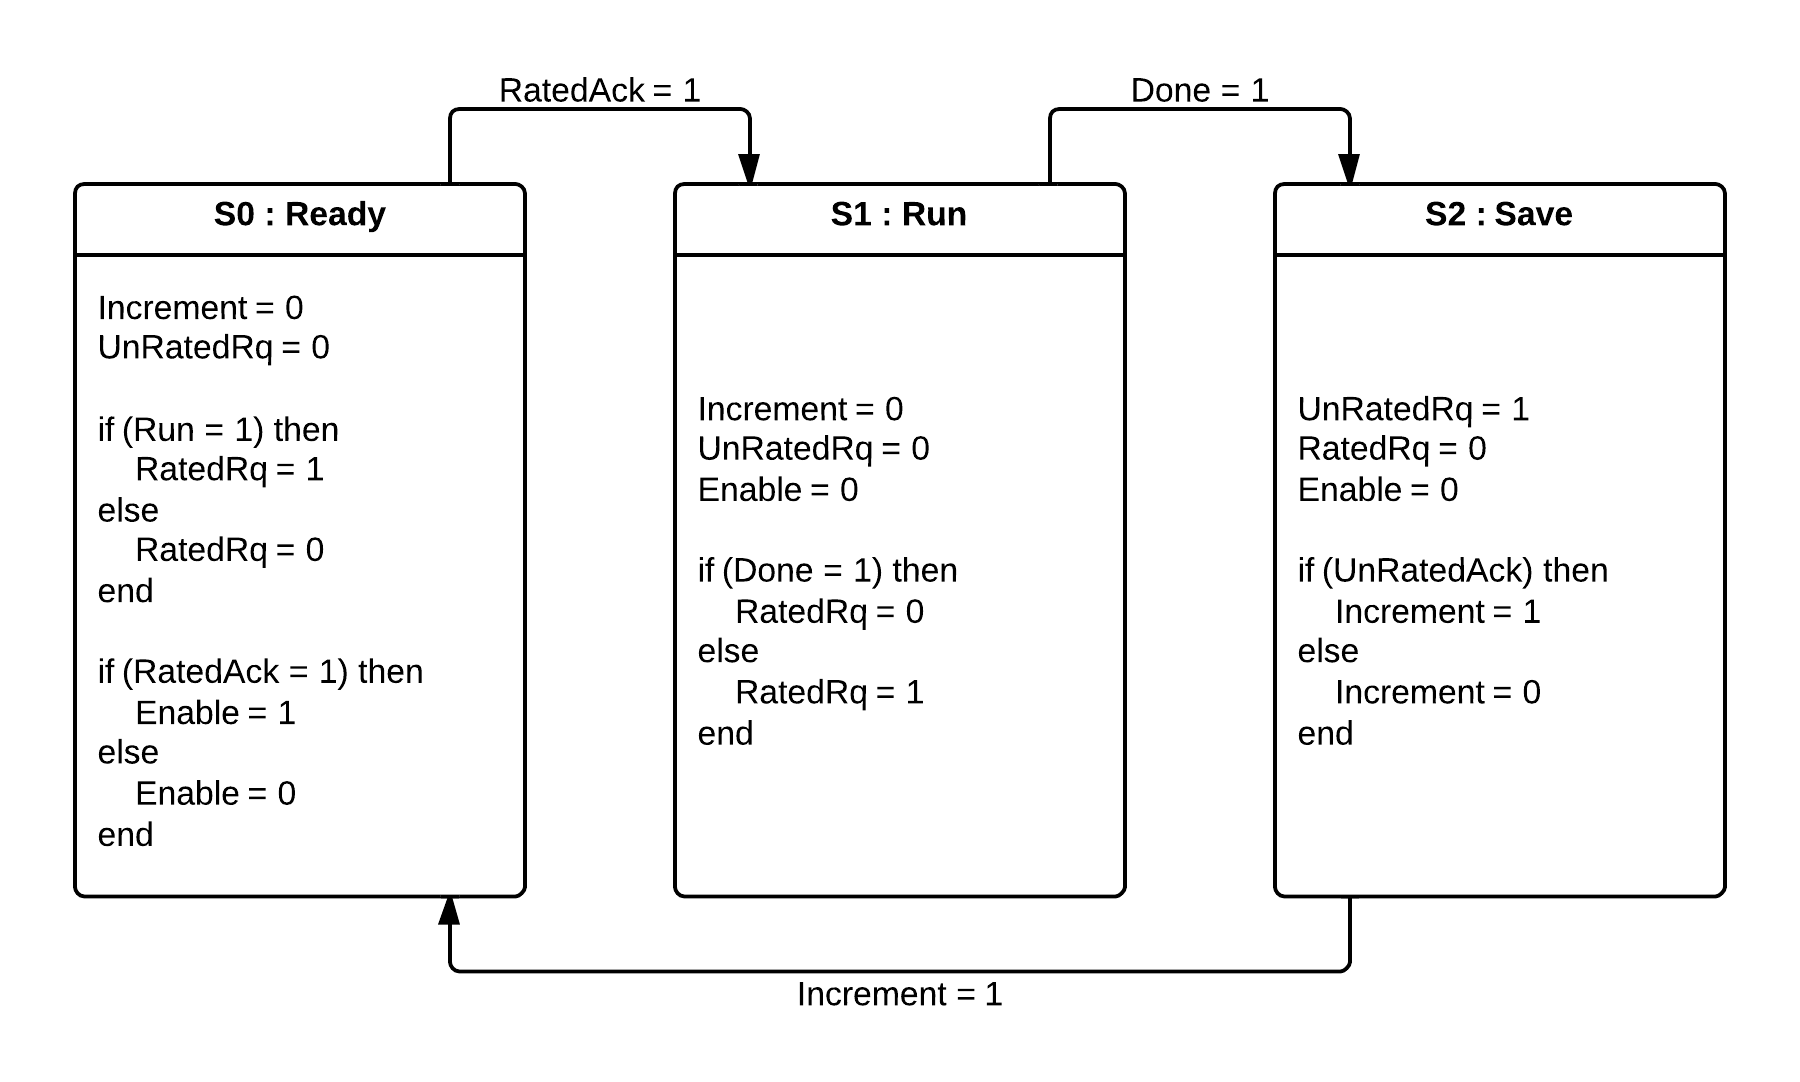 RatedAck = 1
Done = 1
S0 : Ready
Increment = 0
UnRatedRq = 0
if (Run = 1) then
RatedRq = 1
else
RatedRq = 0
end
if (RatedAck = 1) then
Enable = 1
else
Enable = 0
end
S1 : Run
Increment = 0
UnRatedRq = 0
Enable = 0
if (Done = 1) then
RatedRq = 0
else
RatedRq = 1
end
S2 : Save
UnRatedRq = 1
RatedRq = 0
Enable = 0
if (UnRatedAck) then
Increment = 1
else
Increment = 0
end
Increment = 1